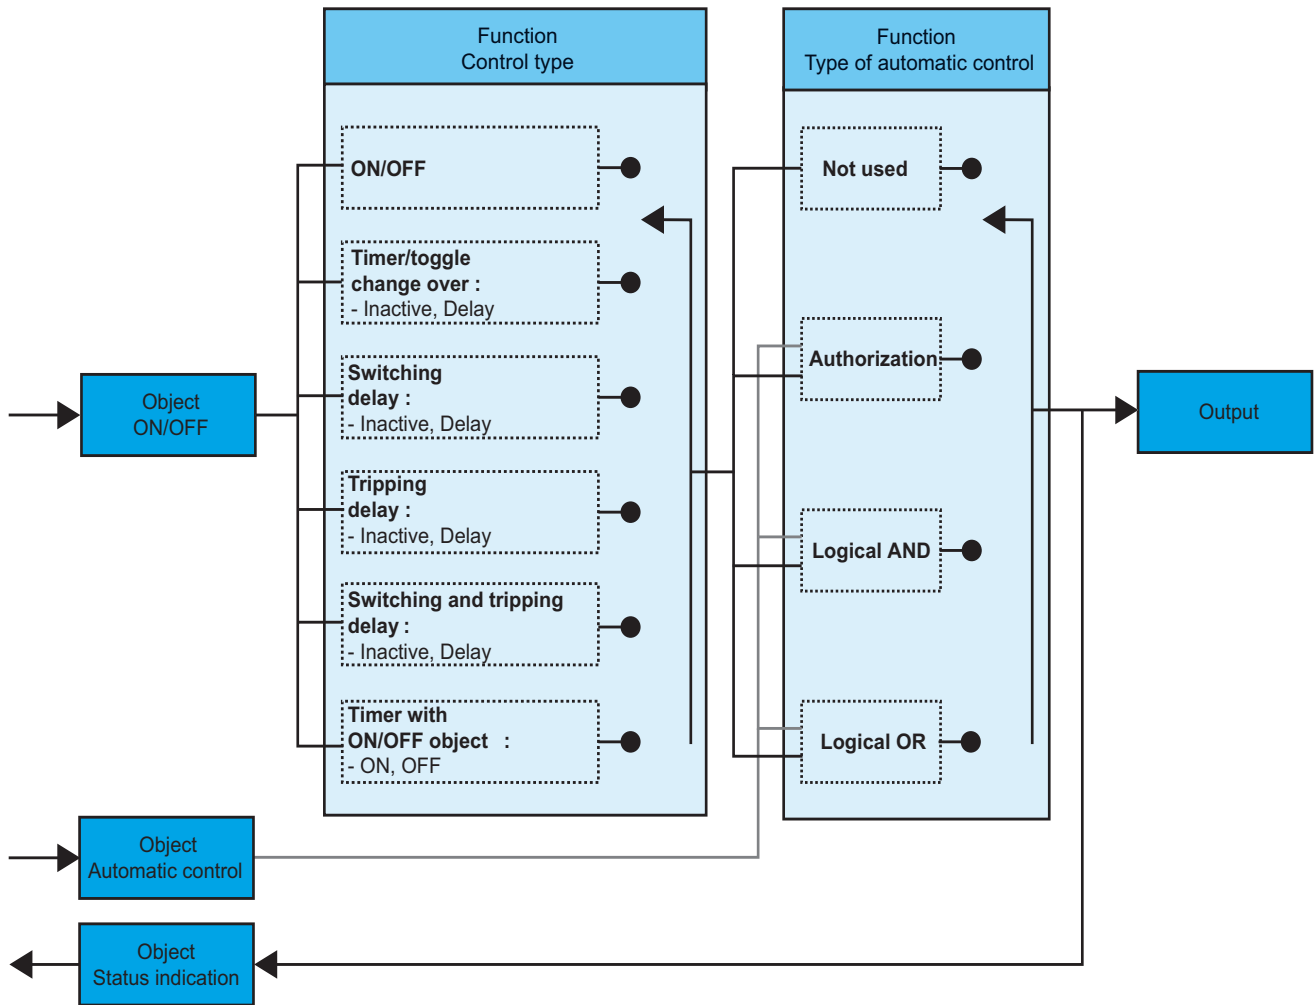 Function
Control type
Function
Type of automatic control
ON/OFF
Timer/toggle
change over :
- Inactive, Delay
Switching
delay :
- Inactive, Delay
Tripping
delay :
- Inactive, Delay
Switching and tripping
delay :
- Inactive, Delay
Timer with
ON/OFF object :
- ON, OFF
Not used
Authorization
Logical AND
Logical OR
Object
ON/OFF
Output
Object
Automatic control
Object
Status indication